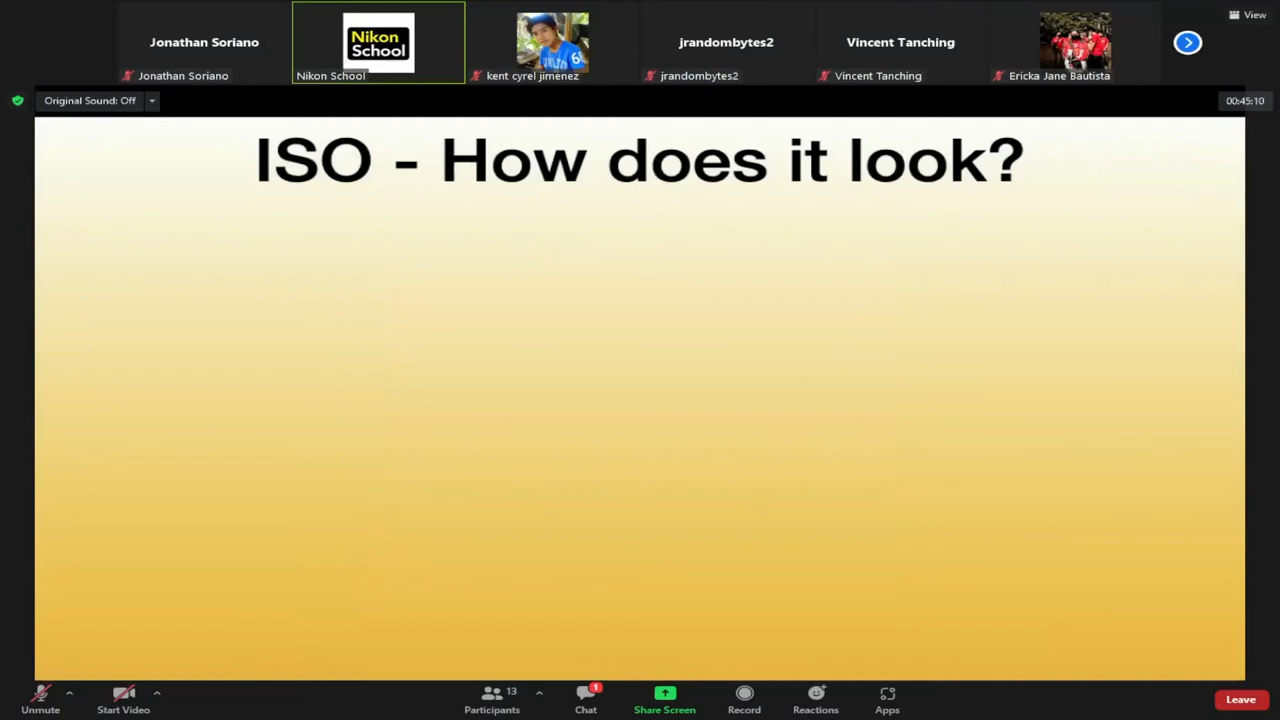 View
Jonathan Soriano
Nikon
School
jrandombytes2
Vincent Tanching
Jonathan Soriano
Nikon School
kent cyrel jimenez
jrandombytes2
Vincent Tanching
Ericka Jane Bautista
Original Sound: Off
00:45:10
ISO - How does it look?
13
1
Unmute
Start Video
Participants
Chat
Share Screen
Record
Reactions
Apps
Leave